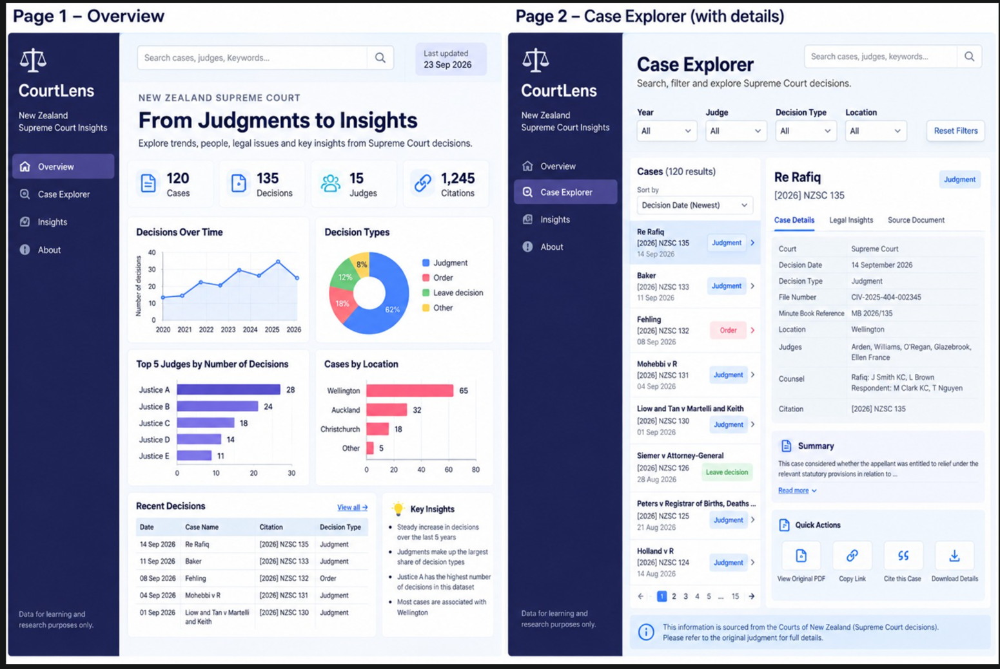 Page 1 – Overview
CourtLens
New Zealand
Supreme Court Insights
Overview
Case Explorer
Insights
About
Data for learning and
research purposes only.
Search cases, judges, Keywords...
Last updated
23 Sep 2026
NEW ZEALAND SUPREME COURT
From Judgments to Insights
Explore trends, people, legal issues and key insights from Supreme Court decisions.
120
Cases
135
Decisions
15
Judges
1,245
Citations
Decisions Over Time
Number of decisions
40
30
20
10
0
2020 2021 2022 2023 2024 2025 2026
Decision Types
8%
12%
18%
62%
Judgment
Order
Leave decision
Other
Top 5 Judges by Number of Decisions
Justice A 28
Justice B 24
Justice C 18
Justice D 14
Justice E 11
0 10 20 30
Cases by Location
Wellington 65
Auckland 32
Christchurch 18
Other 5
0 20 40 60 80
Recent Decisions
View all →
Date Case Name Citation Decision Type
14 Sep 2026 Re Rafiq [2026] NZSC 135 Judgment
11 Sep 2026 Baker [2026] NZSC 133 Judgment
08 Sep 2026 Fehling [2026] NZSC 132 Order
04 Sep 2026 Mohebbi v R [2026] NZSC 131 Judgment
01 Sep 2026 Liow and Tan v Martelli [2026] NZSC 130 Judgment
and Keith
Key Insights
• Steady increase in decisions
over the last 5 years
• Judgments make up the largest
share of decision types
• Justice A has the highest number
of decisions in this dataset
• Most cases are associated with
Wellington
Page 2 – Case Explorer (with details)
CourtLens
New Zealand
Supreme Court Insights
Overview
Case Explorer
Insights
About
Data for learning and
research purposes only.
Search cases, judges, keywords...
Case Explorer
Search, filter and explore Supreme Court decisions.
Year Judge Decision Type Location
All All All All
Reset Filters
Cases (120 results)
Sort by
Decision Date (Newest)
Re Rafiq
[2026] NZSC 135
14 Sep 2026
Judgment
Baker
[2026] NZSC 133
11 Sep 2026
Judgment
Fehling
[2026] NZSC 132
08 Sep 2026
Order
Mohebbi v R
[2026] NZSC 131
04 Sep 2026
Judgment
Liow and Tan v Martelli and Keith
[2026] NZSC 130
01 Sep 2026
Judgment
Siemer v Attorney-General
[2026] NZSC 126
28 Aug 2026
Leave decision
Peters v Registrar of Births, Deaths ...
[2026] NZSC 125
21 Aug 2026
Judgment
Holland v R
[2026] NZSC 124
14 Aug 2026
Judgment
← 1 2 3 4 5 ... 15 →
Re Rafiq
[2026] NZSC 135
Judgment
Case Details Legal Insights Source Document
Court Supreme Court
Decision Date 14 September 2026
Decision Type Judgment
File Number CIV-2025-404-002345
Minute Book Reference MB 2026/135
Location Wellington
Judges Arden, Williams, O'Regan, Glazebrook,
Ellen France
Counsel Rafiq: J Smith KC, L Brown
Respondent: M Clark KC, T Nguyen
Citation [2026] NZSC 135
Summary
This case considered whether the appellant was entitled to relief under the
relevant statutory provisions in relation to ...
Read more
Quick Actions
View Original PDF
Copy Link
Cite this Case
Download Details
This information is sourced from the Courts of New Zealand (Supreme Court decisions).
Please refer to the original judgment for full details.